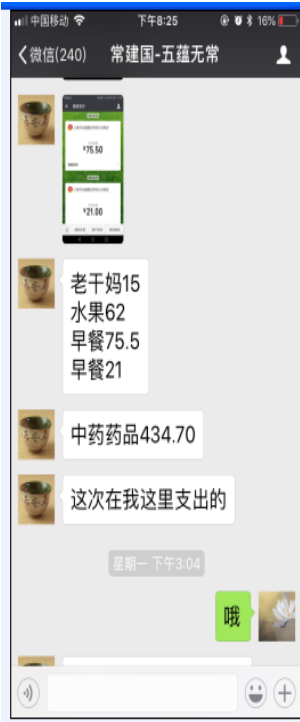 中国移动 下午8:25 16%
微信(240) 常建国-五蕴无常
¥75.50
¥21.00
老干妈15
水果62
早餐75.5
早餐21
中药药品434.70
这次在我这里支出的
星期一 下午3:04
哦